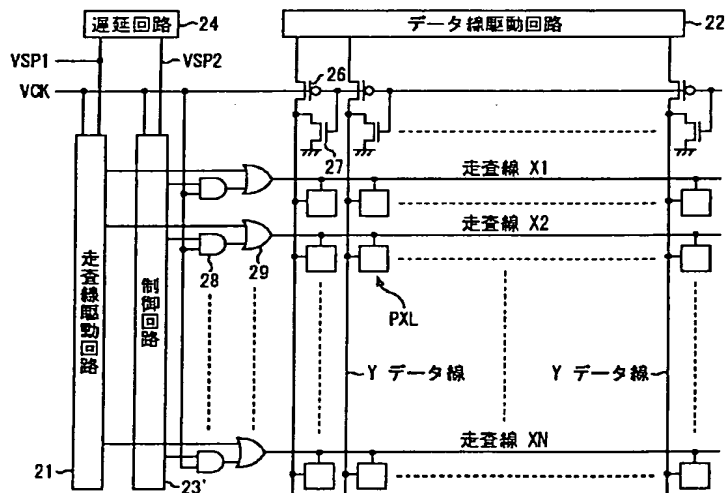 遅延回路
24
データ線駆動回路
22
VSP1
VSP2
VCK
26
27
走査線 X1
走査線 X2
28
29
PXL
走査線駆動回路
制御回路
Y データ線
Y データ線
走査線 XN
21
23'